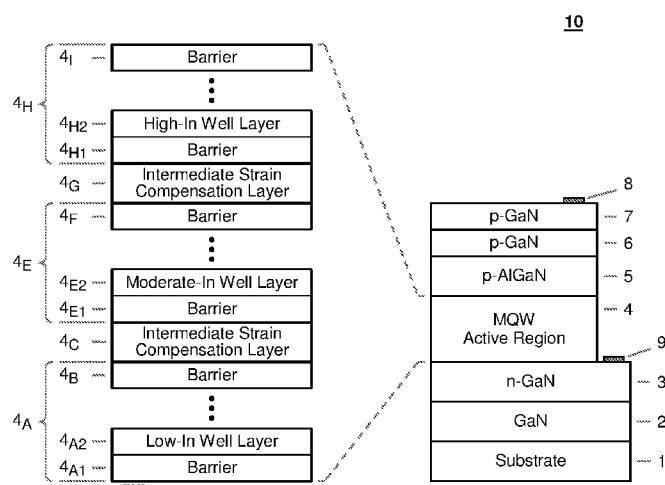 10
4I
Barrier
4H
4H2
High-In Well Layer
4H1
Barrier
4G
Intermediate Strain
Compensation Layer
4F
Barrier
4E
4E2
Moderate-In Well Layer
4E1
Barrier
4C
Intermediate Strain
Compensation Layer
4B
Barrier
4A
4A2
Low-In Well Layer
4A1
Barrier
8
p-GaN
7
p-GaN
6
p-AlGaN
5
MQW
Active Region
4
9
n-GaN
3
GaN
2
Substrate
1